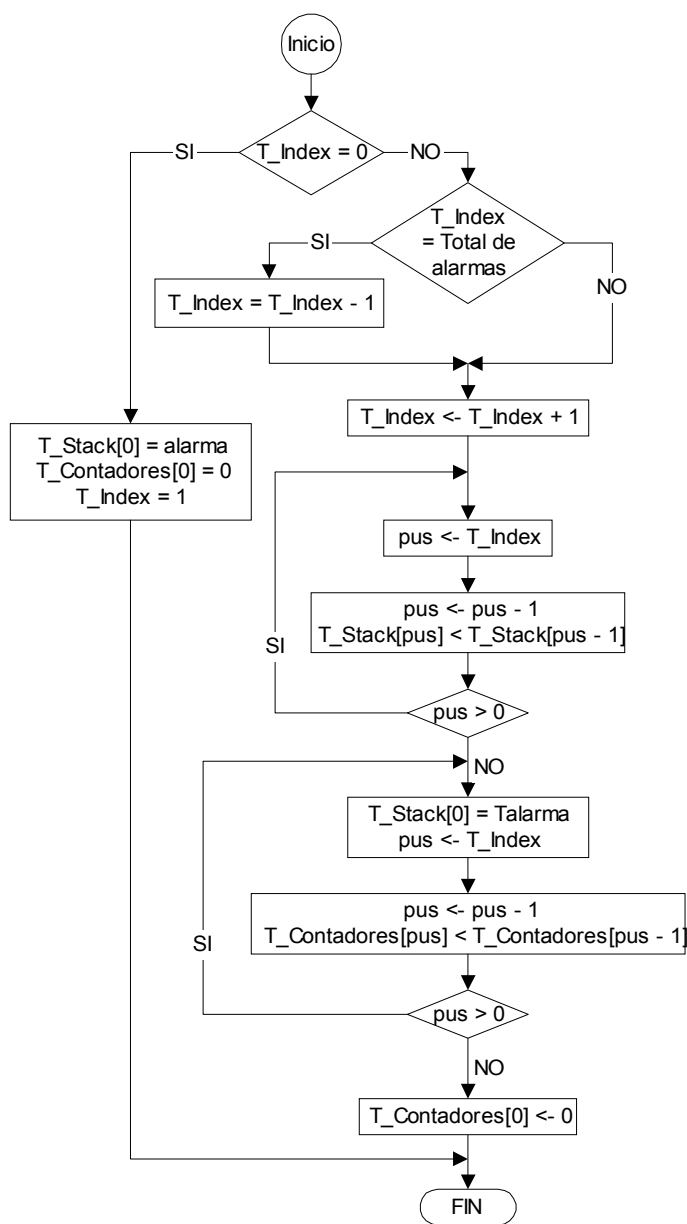 Inicio
T_Index = 0
SI
NO
T_Index
= Total de
alarmas
SI
NO
T_Index = T_Index - 1
T_Index <- T_Index + 1
T_Stack[0] = alarma
T_Contadores[0] = 0
T_Index = 1
pus <- T_Index
pus <- pus - 1
T_Stack[pus] < T_Stack[pus - 1]
SI
pus > 0
NO
T_Stack[0] = Talarma
pus <- T_Index
pus <- pus - 1
T_Contadores[pus] < T_Contadores[pus - 1]
SI
pus > 0
NO
T_Contadores[0] <- 0
FIN